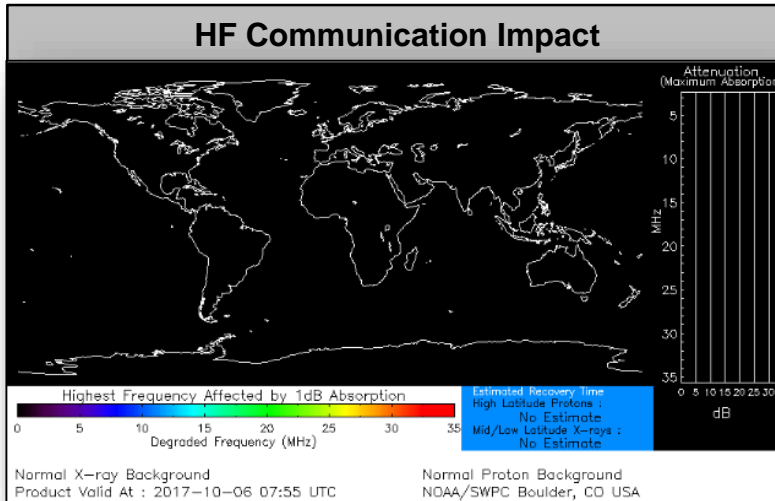 HF Communication Impact
Attenuation
(Maximum Absorption
5
10
15
20
25
30
35
MHz
0 5 10 15 20 25 30
dB
Highest Frequency Affected by 1dB Absorption
0 5 10 15 20 25 30 35
Degraded Frequency (MHz)
Estimated Recovery Time
High Latitude Protons :
No Estimate
Mid/Low Latitude X-rays :
No Estimate
Normal X-ray Background
Product Valid At : 2017-10-06 07:55 UTC
Normal Proton Background
NOAA/SWPC Boulder, CO USA